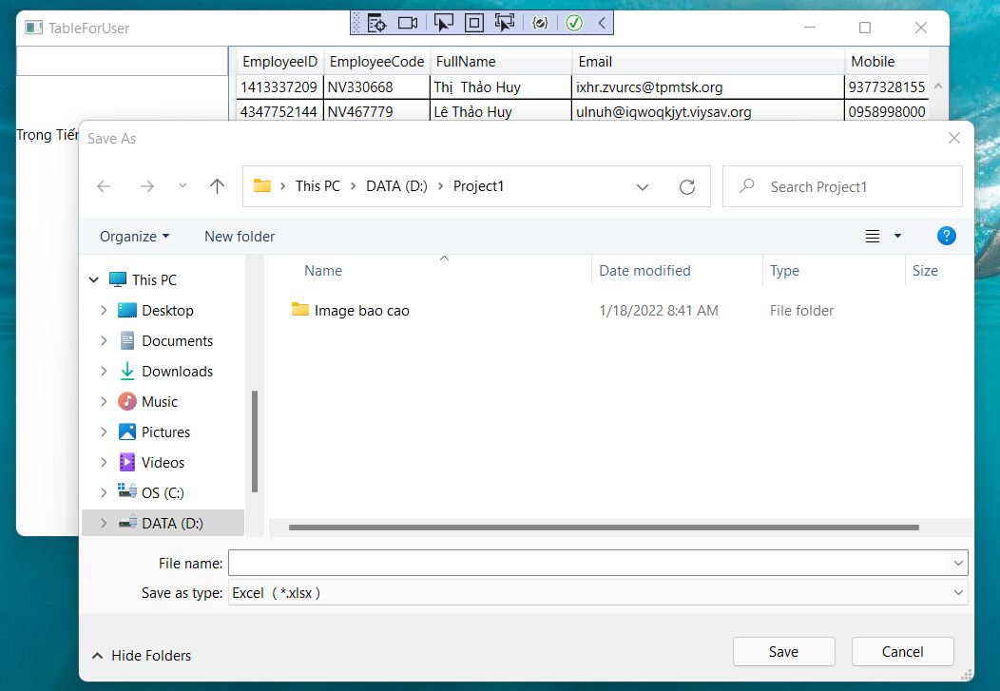 TableForUser
EmployeeID EmployeeCode FullName Email Mobile
1413337209 NV330668 Thị Thảo Huy ixhr.zvurcs@tpmtsk.org 9377328155
4347752144 NV467779 Lê Thảo Huy ulnuh@iqwoqkjyt.viysav.org 0958998000
Trọng Tiến
Save As
This PC > DATA (D:) > Project1
Search Project1
Organize New folder
?
Name Date modified Type Size
Image bao cao 1/18/2022 8:41 AM File folder
This PC
Desktop
Documents
Downloads
Music
Pictures
Videos
OS (C:)
DATA (D:)
File name:
Save as type: Excel ( *.xlsx )
Hide Folders
Save Cancel